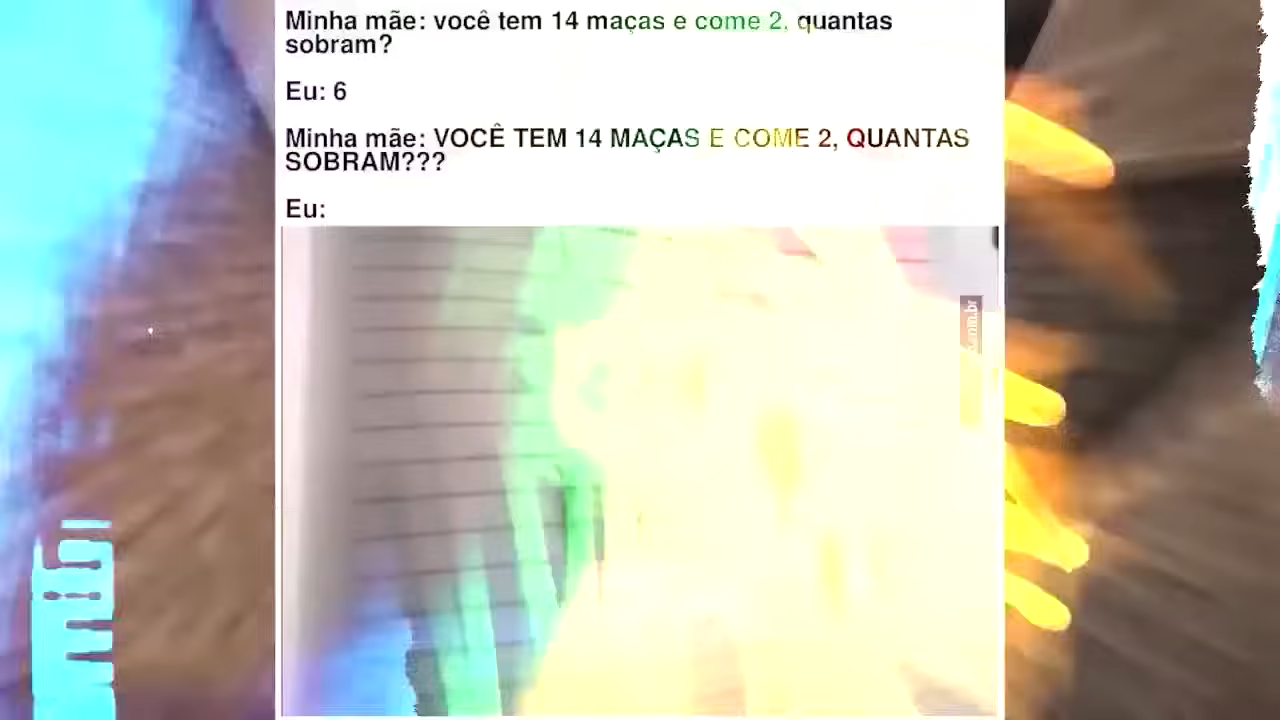 Minha mãe: você tem 14 maças e come 2, quantas
sobram?
Eu: 6
Minha mãe: VOCÊ TEM 14 MAÇAS E COME 2, QUANTAS
SOBRAM???
Eu: